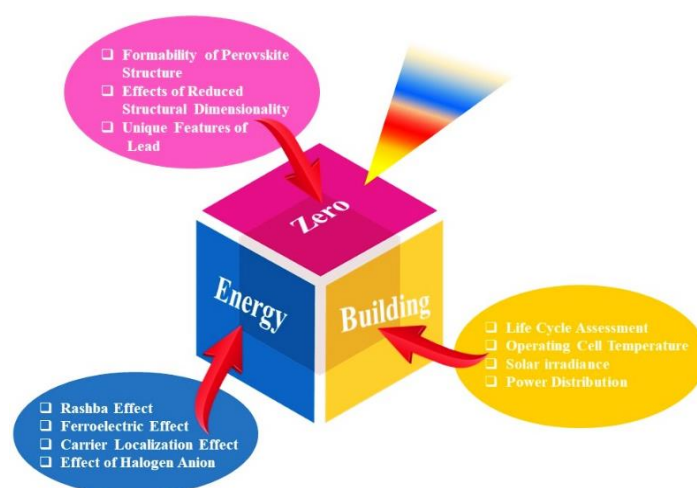 ❑ Formability of Perovskite
Structure
❑ Effects of Reduced
Structural Dimensionality
❑ Unique Features of
Lead
Zero
Energy
Building
❑ Life Cycle Assessment
❑ Operating Cell Temperature
❑ Solar irradiance
❑ Power Distribution
❑ Rashba Effect
❑ Ferroelectric Effect
❑ Carrier Localization Effect
❑ Effect of Halogen Anion